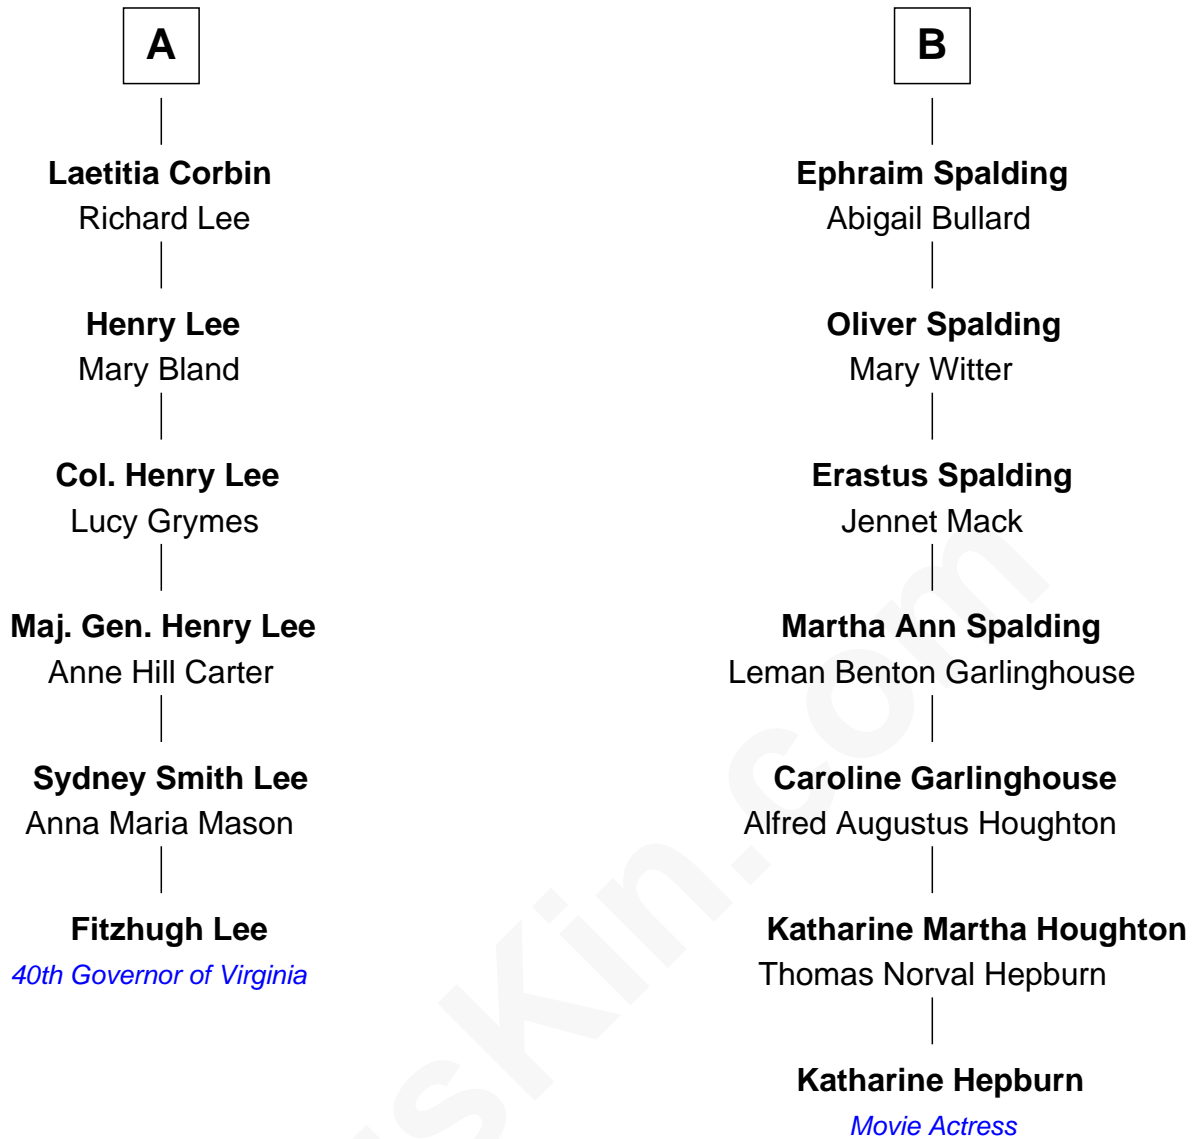 A
Laetitia Corbin
Richard Lee
Henry Lee
Mary Bland
Col. Henry Lee
Lucy Grymes
Maj. Gen. Henry Lee
Anne Hill Carter
Sydney Smith Lee
Anna Maria Mason
Fitzhugh Lee
40th Governor of Virginia
B
Ephraim Spalding
Abigail Bullard
Oliver Spalding
Mary Witter
Erastus Spalding
Jennet Mack
Martha Ann Spalding
Leman Benton Garlinghouse
Caroline Garlinghouse
Alfred Augustus Houghton
Katharine Martha Houghton
Thomas Norval Hepburn
Katharine Hepburn
Movie Actress
usKin.com